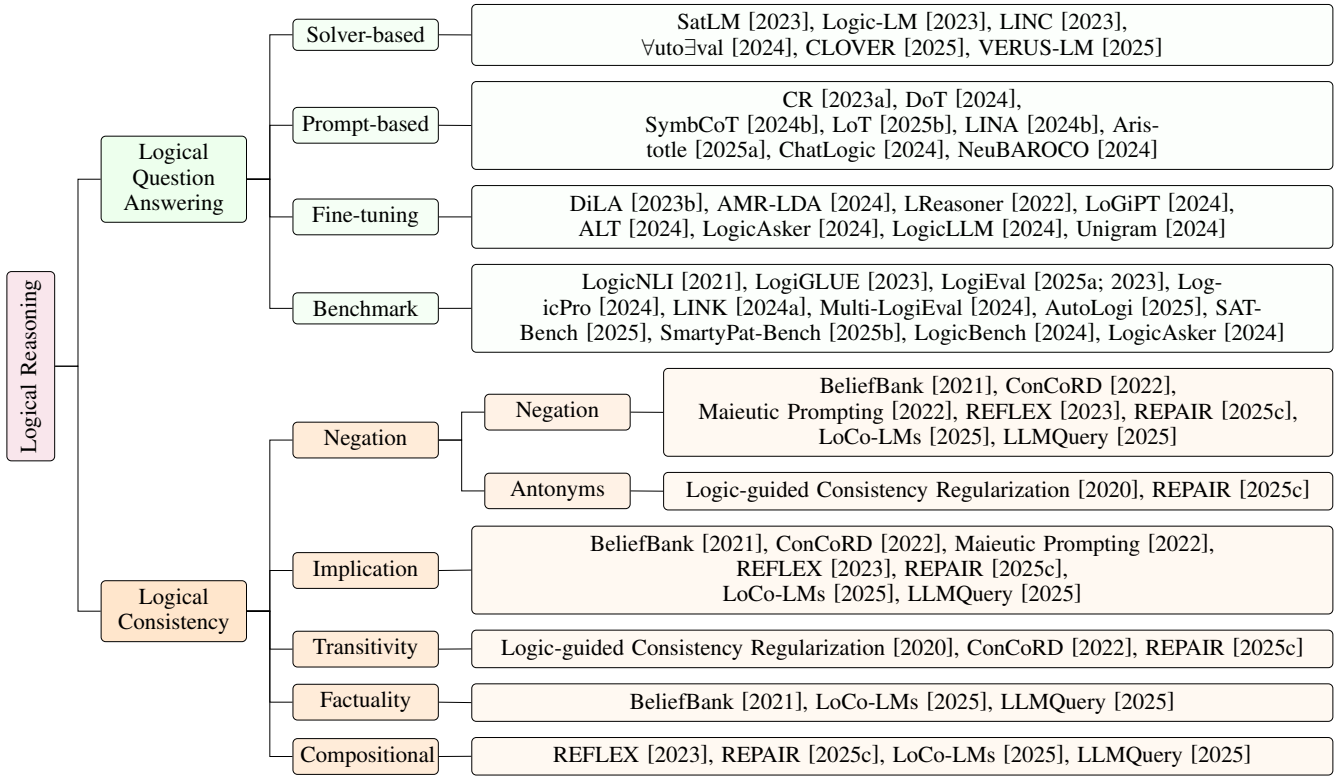 Logical Reasoning
Logical
Question
Answering
Solver-based
SatLM [2023], Logic-LM [2023], LINC [2023],
∀uto∃val [2024], CLOVER [2025], VERUS-LM [2025]
Prompt-based
CR [2023a], DoT [2024],
SymbCoT [2024b], LoT [2025b], LINA [2024b], Aris-
totle [2025a], ChatLogic [2024], NeuBAROCO [2024]
Fine-tuning
DiLA [2023b], AMR-LDA [2024], LReasoner [2022], LoGiPT [2024],
ALT [2024], LogicAsker [2024], LogicLLM [2024], Unigram [2024]
Benchmark
LogicNLI [2021], LogiGLUE [2023], LogiEval [2025a; 2023], Log-
icPro [2024], LINK [2024a], Multi-LogiEval [2024], AutoLogi [2025], SAT-
Bench [2025], SmartyPat-Bench [2025b], LogicBench [2024], LogicAsker [2024]
Logical
Consistency
Negation
Negation
BeliefBank [2021], ConCoRD [2022],
Maieutic Prompting [2022], REFLEX [2023], REPAIR [2025c],
LoCo-LMs [2025], LLMQuery [2025]
Antonyms
Logic-guided Consistency Regularization [2020], REPAIR [2025c]
Implication
BeliefBank [2021], ConCoRD [2022], Maieutic Prompting [2022],
REFLEX [2023], REPAIR [2025c],
LoCo-LMs [2025], LLMQuery [2025]
Transitivity
Logic-guided Consistency Regularization [2020], ConCoRD [2022], REPAIR [2025c]
Factuality
BeliefBank [2021], LoCo-LMs [2025], LLMQuery [2025]
Compositional
REFLEX [2023], REPAIR [2025c], LoCo-LMs [2025], LLMQuery [2025]